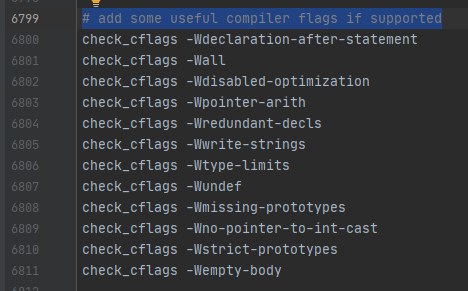 6799 # add some useful compiler flags if supported
6800 check_cflags -Wdeclaration-after-statement
6801 check_cflags -Wall
6802 check_cflags -Wdisabled-optimization
6803 check_cflags -Wpointer-arith
6804 check_cflags -Wredundant-decls
6805 check_cflags -Wwrite-strings
6806 check_cflags -Wtype-limits
6807 check_cflags -Wundef
6808 check_cflags -Wmissing-prototypes
6809 check_cflags -Wno-pointer-to-int-cast
6810 check_cflags -Wstrict-prototypes
6811 check_cflags -Wempty-body